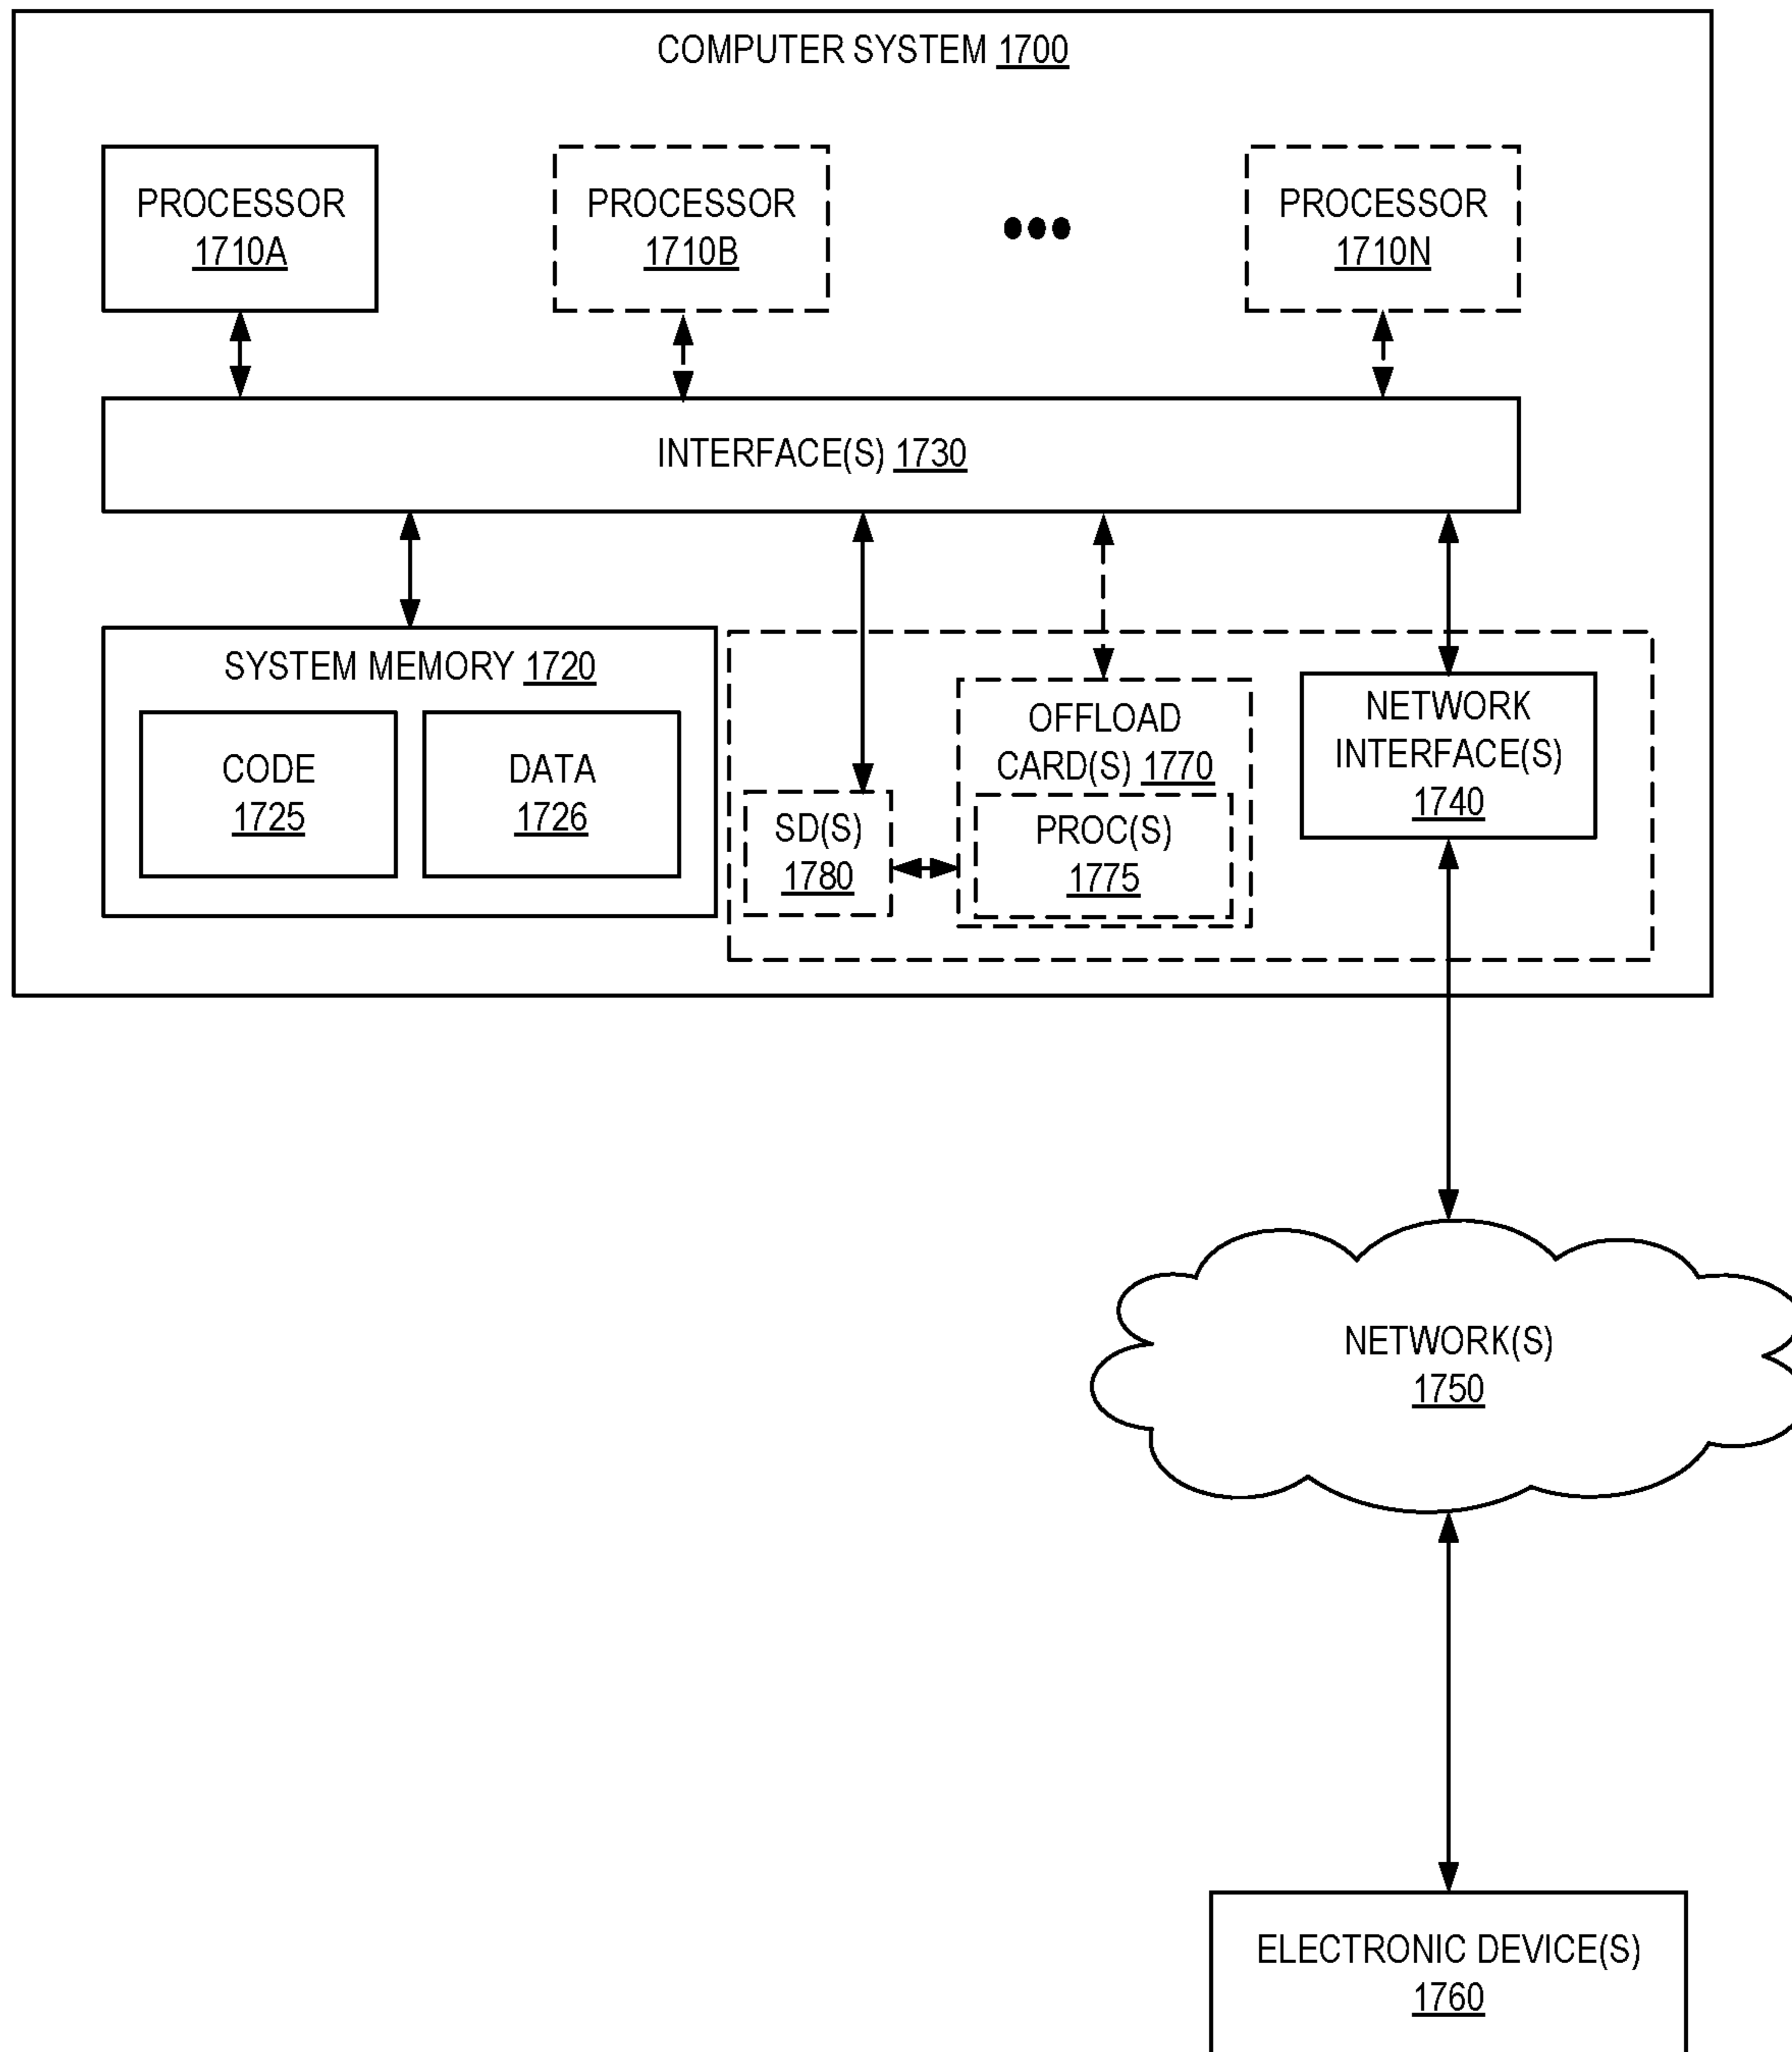 COMPUTER SYSTEM 1700
PROCESSOR
1710A
PROCESSOR
1710B
PROCESSOR
1710N
INTERFACE(S) 1730
SYSTEM MEMORY 1720
CODE
1725
DATA
1726
SD(S)
1780
OFFLOAD
CARD(S) 1770
PROC(S)
1775
NETWORK
INTERFACE(S)
1740
NETWORK(S)
1750
ELECTRONIC DEVICE(S)
1760